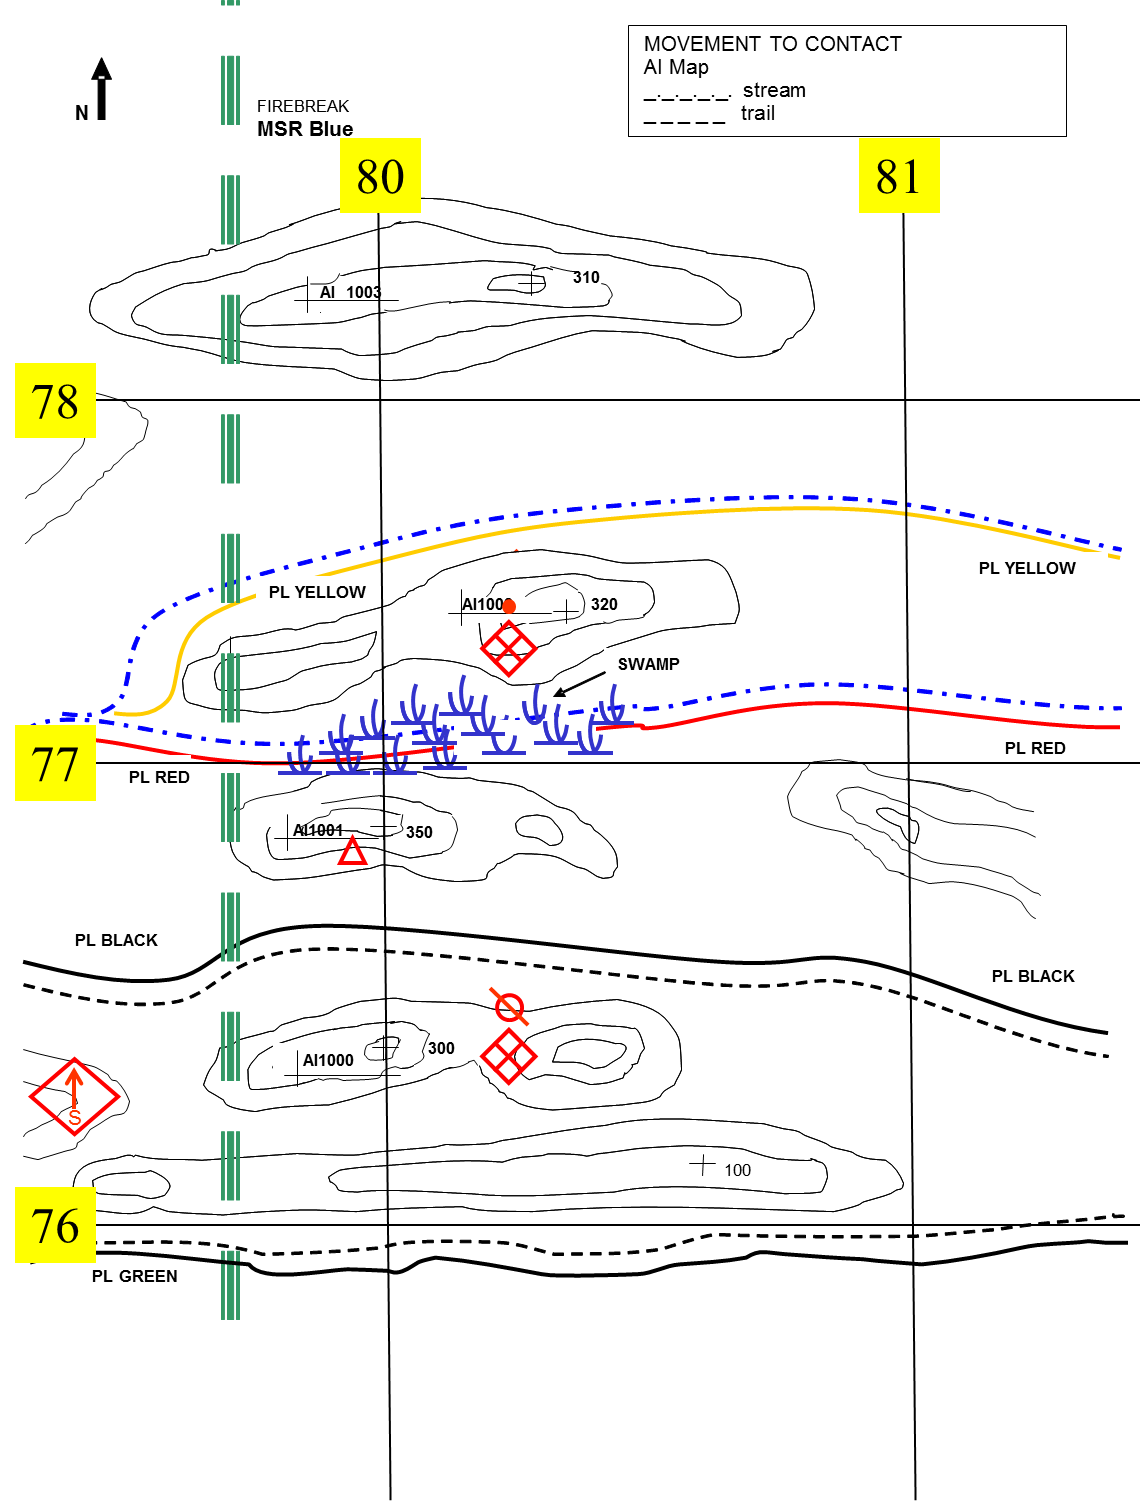 MOVEMENT TO CONTACT
AI Map
stream
trail
N
FIREBREAK
MSR Blue
80
81
310
AI 1003
78
PL YELLOW
PL YELLOW
320
SWAMP
PL RED
77
PL RED
AI1001
350
PL BLACK
PL BLACK
300
AI1000
S
100
76
PL GREEN